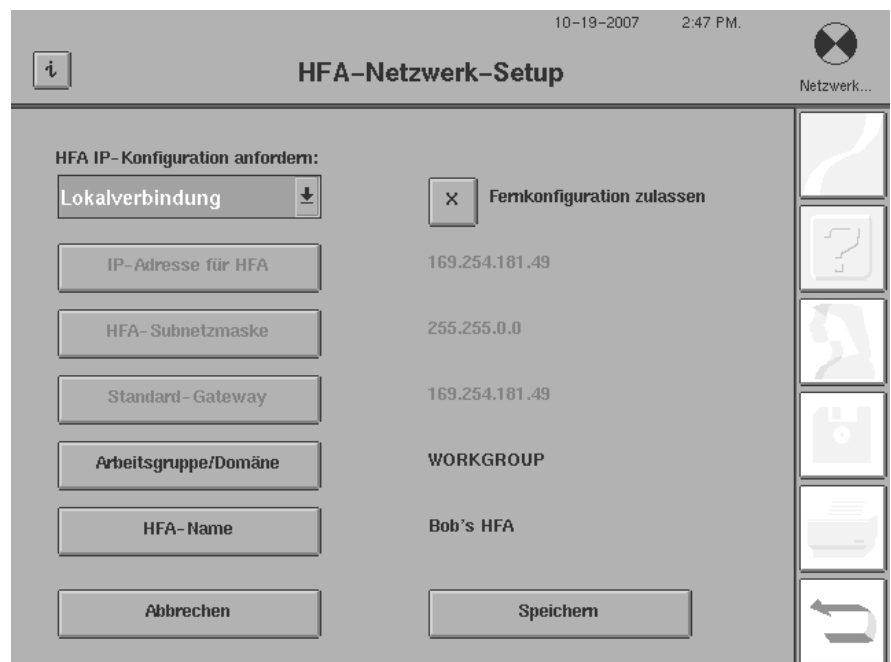 10-19-2007 2:47 PM.
i
HFA-Netzwerk-Setup
Netzwerk...
HFA IP-Konfiguration anfordern:
Lokalverbindung
X Fernkonfiguration zulassen
IP-Adresse für HFA 169.254.181.49
HFA-Subnetzmaske 255.255.0.0
Standard-Gateway 169.254.181.49
Arbeitsgruppe/Domäne WORKGROUP
HFA-Name Bob's HFA
Abbrechen Speichern
?